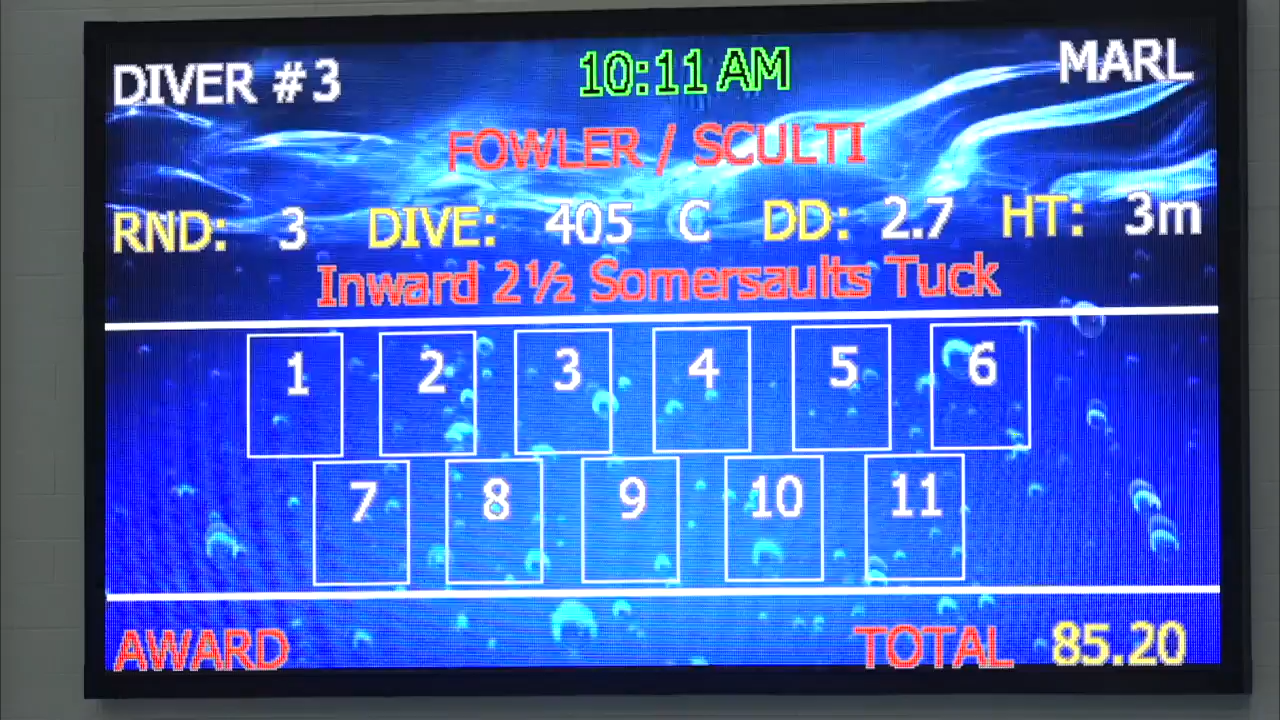 DIVER #3 10:11 AM MARL
FOWLER / SCULTI
RND: 3 DIVE: 405 C DD: 2.7 HT: 3m
Inward 2½ Somersaults Tuck
1 2 3 4 5 6
7 8 9 10 11
AWARD TOTAL 85.20